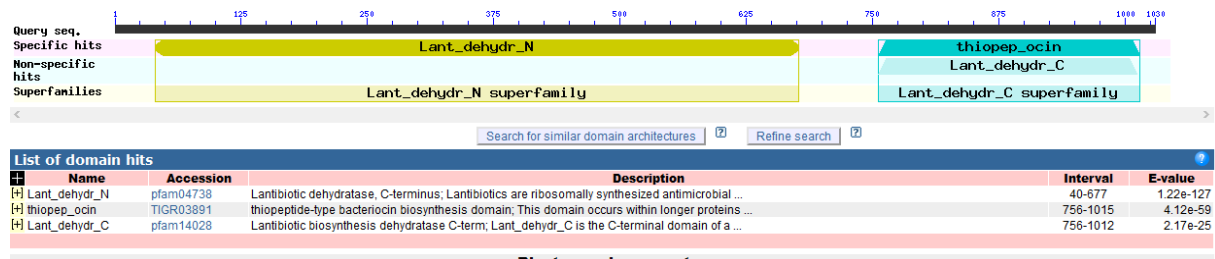 1 125 250 375 500 625 750 875 1000 1030
Query seq.
Specific hits Lant_dehydr_N thiopep_ocin
Non-specific hits Lant_dehydr_C
Superfamilies Lant_dehydr_N superfamily Lant_dehydr_C superfamily
< >
Search for similar domain architectures ? Refine search ?
List of domain hits ?
+ Name Accession Description Interval E-value
[+] Lant_dehydr_N pfam04738 Lantibiotic dehydratase, C-terminus; Lantibiotics are ribosomally synthesized antimicrobial ... 40-677 1.22e-127
[+] thiopep_ocin TIGR03891 thiopeptide-type bacteriocin biosynthesis domain; This domain occurs within longer proteins ... 756-1015 4.12e-59
[+] Lant_dehydr_C pfam14028 Lantibiotic biosynthesis dehydratase C-term; Lant_dehydr_C is the C-terminal domain of a ... 756-1012 2.17e-25